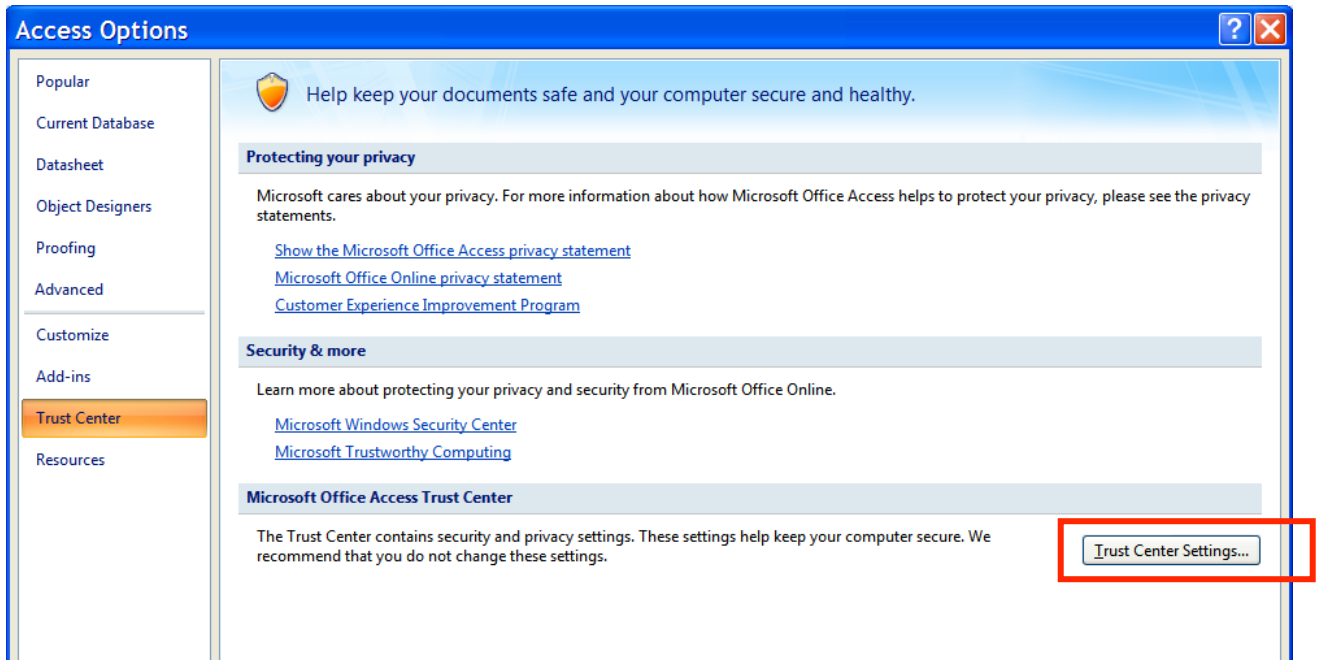 Access Options
?
Popular
Current Database
Datasheet
Object Designers
Proofing
Advanced
Customize
Add-ins
Trust Center
Resources
Help keep your documents safe and your computer secure and healthy.
Protecting your privacy
Microsoft cares about your privacy. For more information about how Microsoft Office Access helps to protect your privacy, please see the privacy
statements.
Show the Microsoft Office Access privacy statement
Microsoft Office Online privacy statement
Customer Experience Improvement Program
Security & more
Learn more about protecting your privacy and security from Microsoft Office Online.
Microsoft Windows Security Center
Microsoft Trustworthy Computing
Microsoft Office Access Trust Center
The Trust Center contains security and privacy settings. These settings help keep your computer secure. We
recommend that you do not change these settings.
Trust Center Settings...